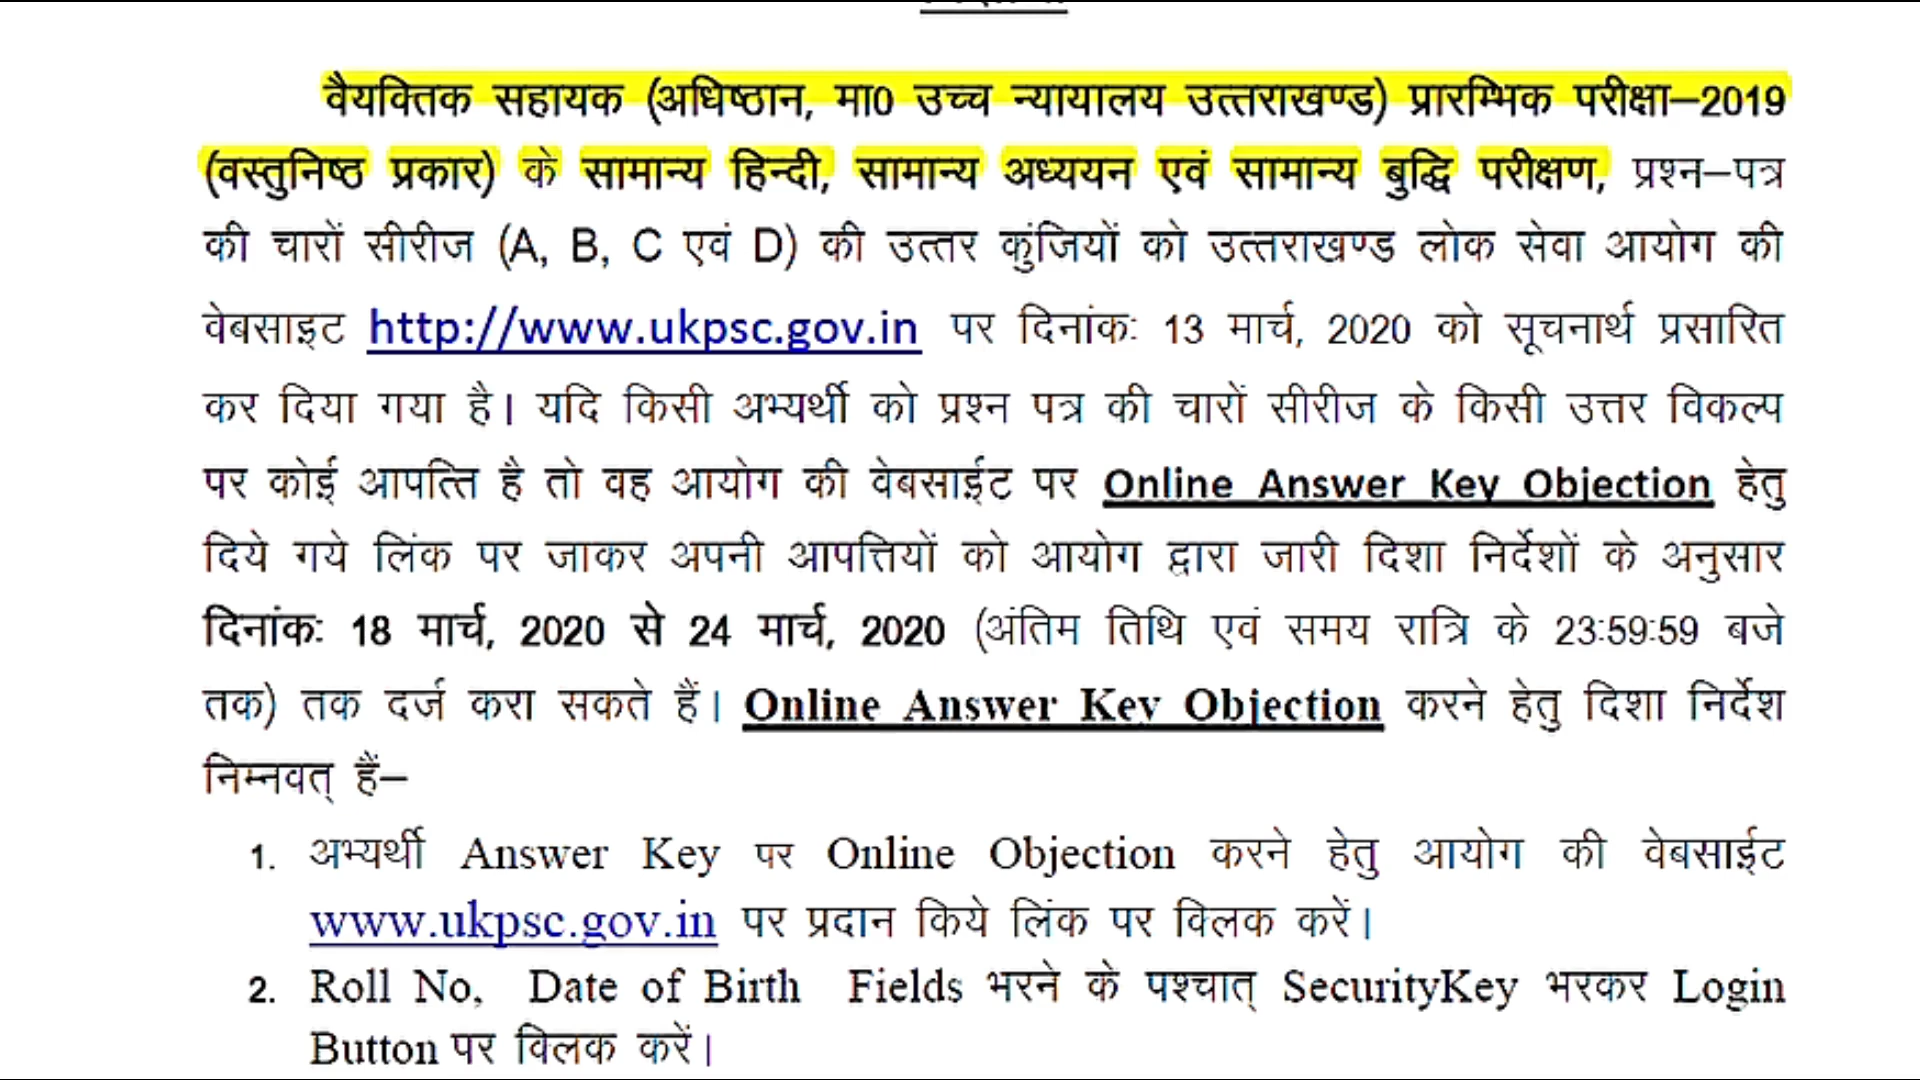 वैयक्तिक सहायक (अधिष्ठान, मा0 उच्च न्यायालय उत्तराखण्ड) प्रारम्भिक परीक्षा–2019
(वस्तुनिष्ठ प्रकार) के सामान्य हिन्दी, सामान्य अध्ययन एवं सामान्य बुद्धि परीक्षण, प्रश्न–पत्र
की चारों सीरीज (A, B, C एवं D) की उत्तर कुंजियों को उत्तराखण्ड लोक सेवा आयोग की
वेबसाइट http://www.ukpsc.gov.in पर दिनांकः 13 मार्च, 2020 को सूचनार्थ प्रसारित
कर दिया गया है। यदि किसी अभ्यर्थी को प्रश्न पत्र की चारों सीरीज के किसी उत्तर विकल्प
पर कोई आपत्ति है तो वह आयोग की वेबसाईट पर Online Answer Key Objection हेतु
दिये गये लिंक पर जाकर अपनी आपत्तियों को आयोग द्वारा जारी दिशा निर्देशों के अनुसार
दिनांकः 18 मार्च, 2020 से 24 मार्च, 2020 (अंतिम तिथि एवं समय रात्रि के 23:59:59 बजे
तक) तक दर्ज करा सकते हैं। Online Answer Key Objection करने हेतु दिशा निर्देश
निम्नवत् हैं–
1. अभ्यर्थी Answer Key पर Online Objection करने हेतु आयोग की वेबसाईट
www.ukpsc.gov.in पर प्रदान किये लिंक पर क्लिक करें।
2. Roll No, Date of Birth Fields भरने के पश्चात् SecurityKey भरकर Login
Button पर क्लिक करें।